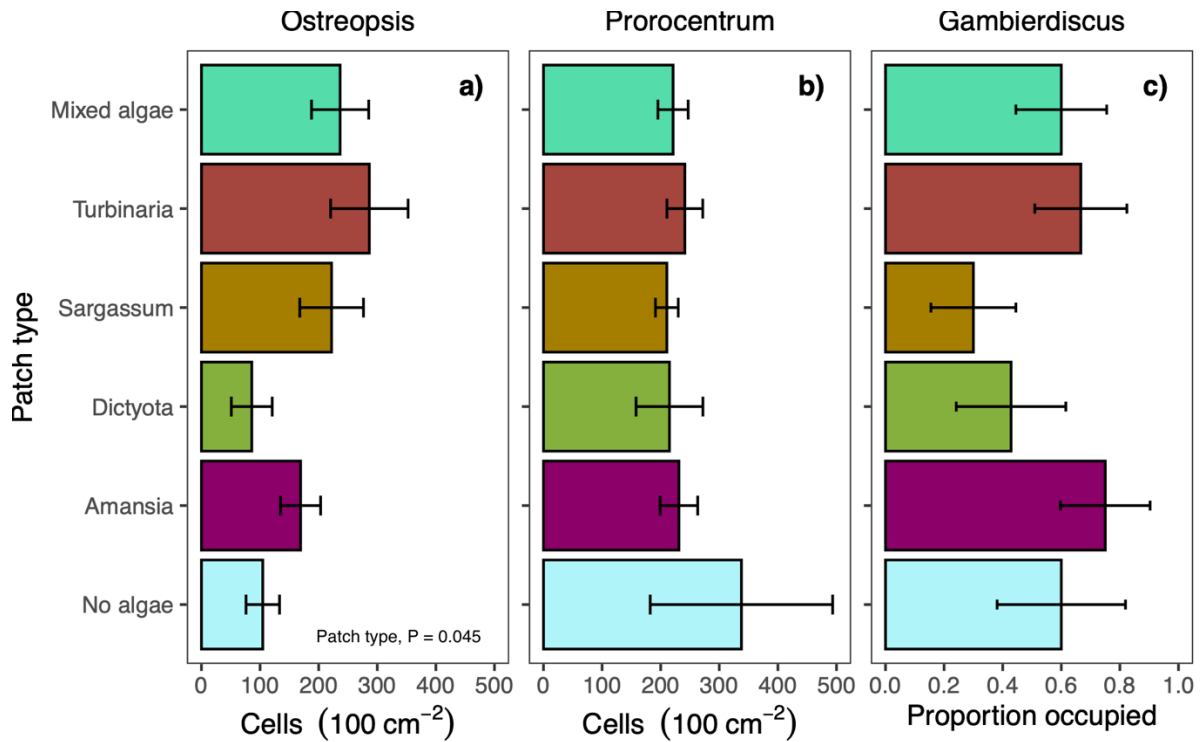 Ostreopsis
Prorocentrum
Gambierdiscus
a)
b)
c)
Patch type
Mixed algae
Turbinaria
Sargassum
Dictyota
Amansia
No algae
Patch type, P = 0.045
0 100 200 300 400 500
0 100 200 300 400 500
0.0 0.2 0.4 0.6 0.8 1.0
Cells (100 cm⁻²)
Cells (100 cm⁻²)
Proportion occupied